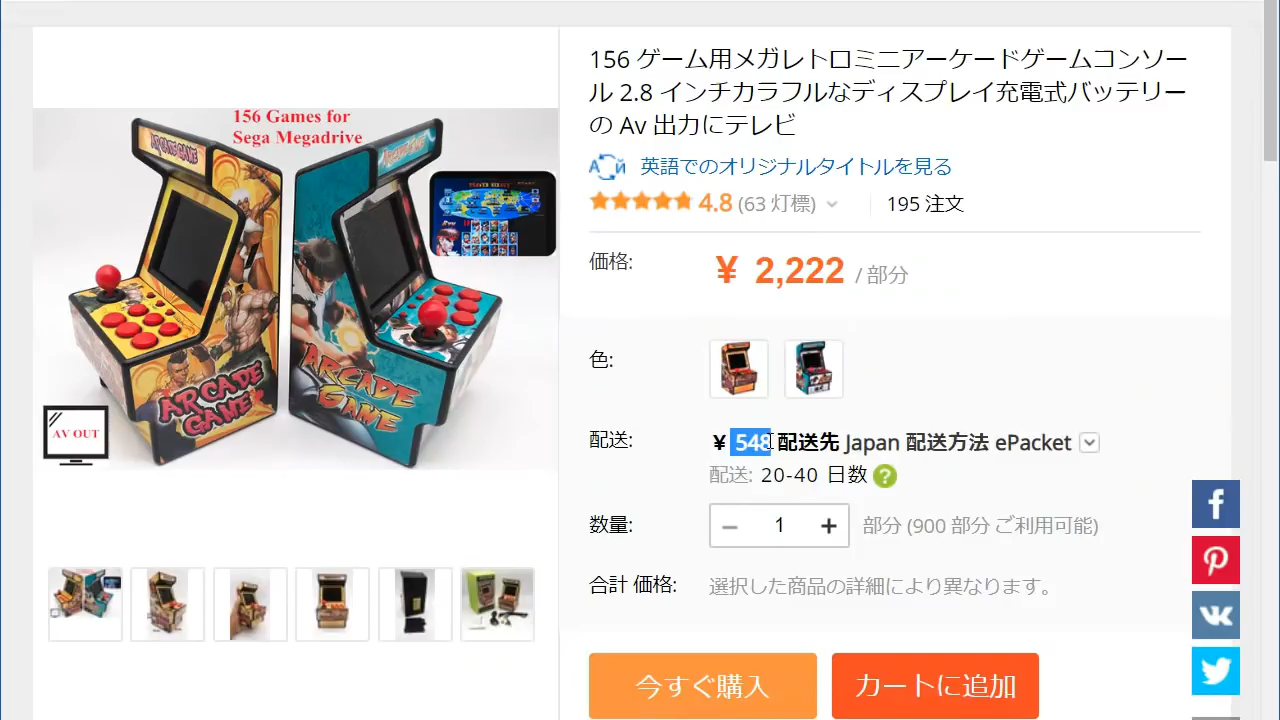 156 ゲーム用メガレトロミニアーケードゲームコンソー
ル 2.8 インチカラフルなディスプレイ充電式バッテリー
の Av 出力にテレビ
英語でのオリジナルタイトルを見る
4.8 (63 灯標)
195 注文
価格:
¥ 2,222 / 部分
色:
配送:
¥ 548 配送先 Japan 配送方法 ePacket
配送: 20-40 日数 ?
数量:
− 1 +
部分 (900 部分 ご利用可能)
合計 価格:
選択した商品の詳細により異なります。
今すぐ購入
カートに追加
156 Games for
Sega Megadrive
ARCADE GAME
ARCADE
GAME
ARCADE
GAME
AV OUT